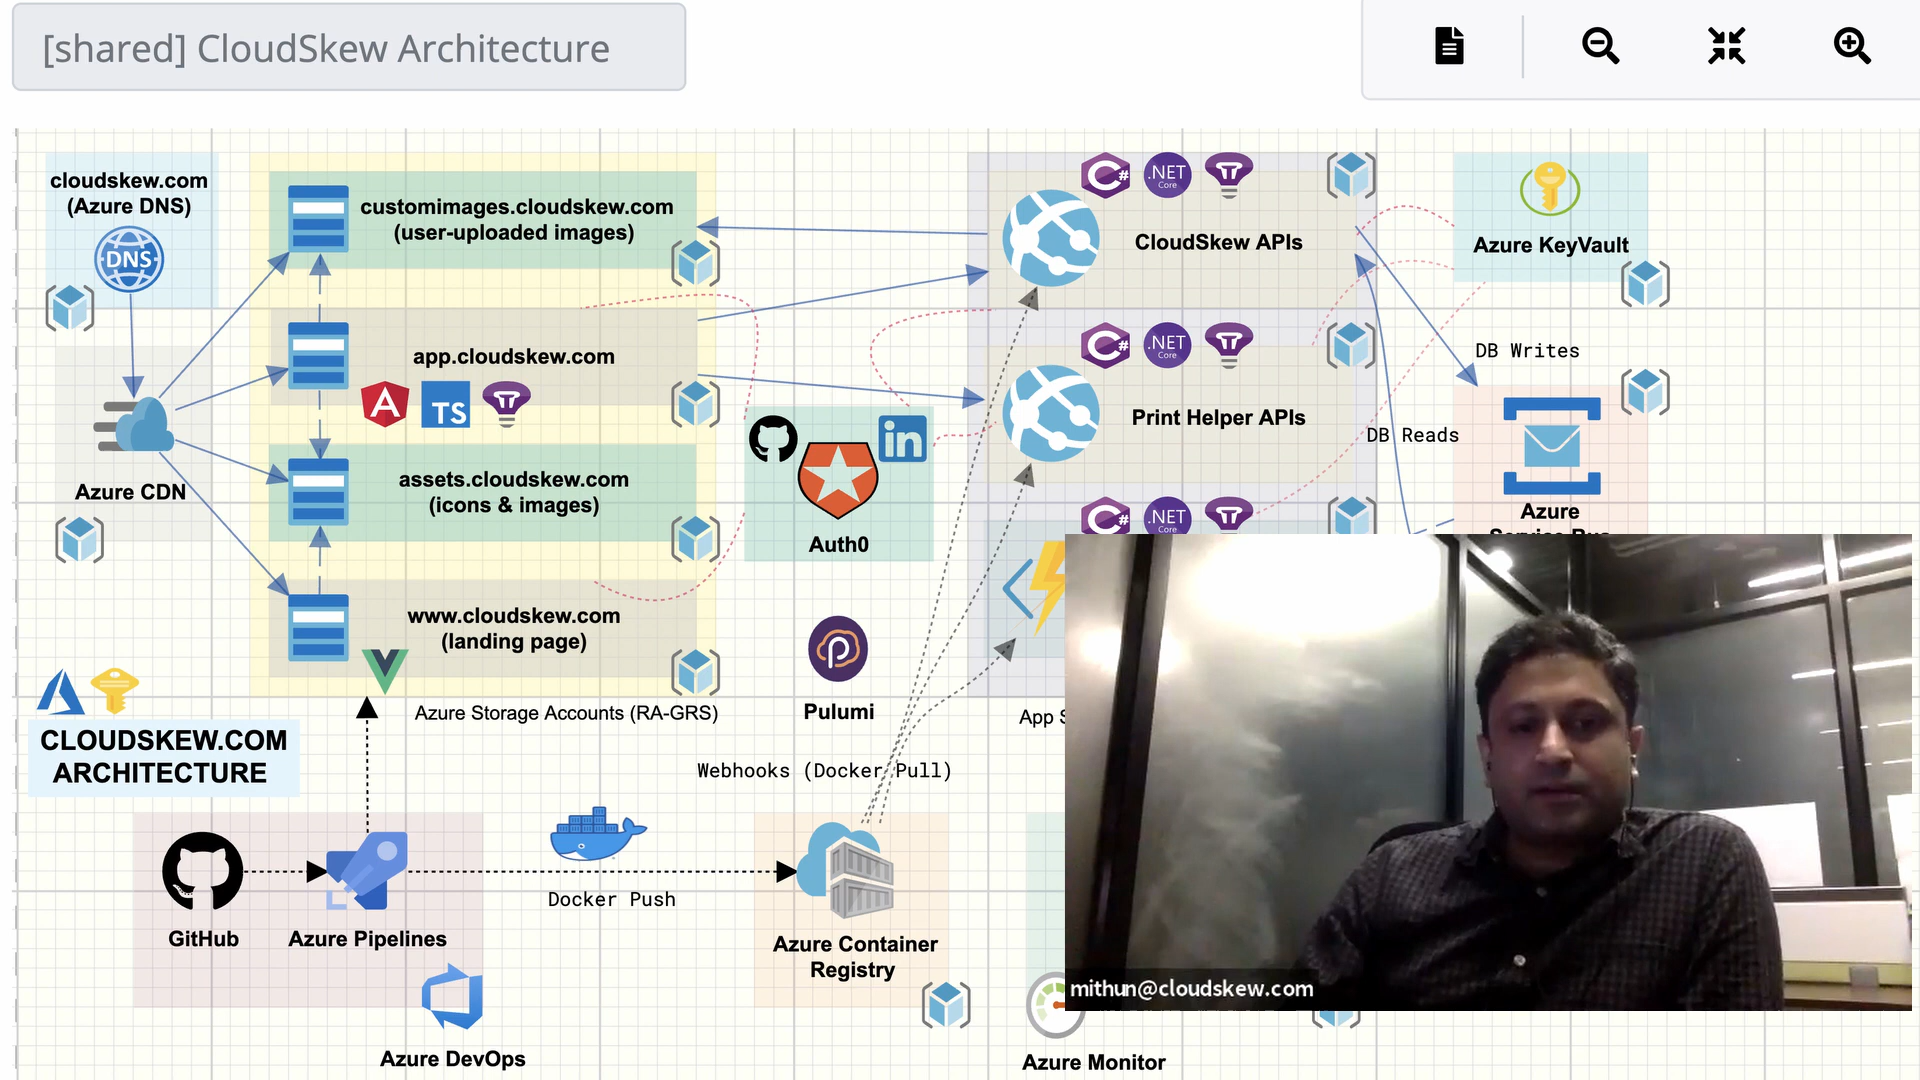 [shared] CloudSkew Architecture
cloudskew.com
(Azure DNS)
DNS
customimages.cloudskew.com
(user-uploaded images)
app.cloudskew.com
A
TS
assets.cloudskew.com
(icons & images)
www.cloudskew.com
(landing page)
Azure Storage Accounts (RA-GRS)
Azure CDN
CLOUDSKEW.COM
ARCHITECTURE
in
Auth0
Pulumi
C#
.NET
Core
CloudSkew APIs
C#
.NET
Core
Print Helper APIs
C#
.NET
Core
App S
Azure KeyVault
DB Writes
DB Reads
Azure
Service Bus
Webhooks (Docker Pull)
GitHub
Azure Pipelines
Docker Push
Azure Container
Registry
Azure DevOps
Azure Monitor
mithun@cloudskew.com